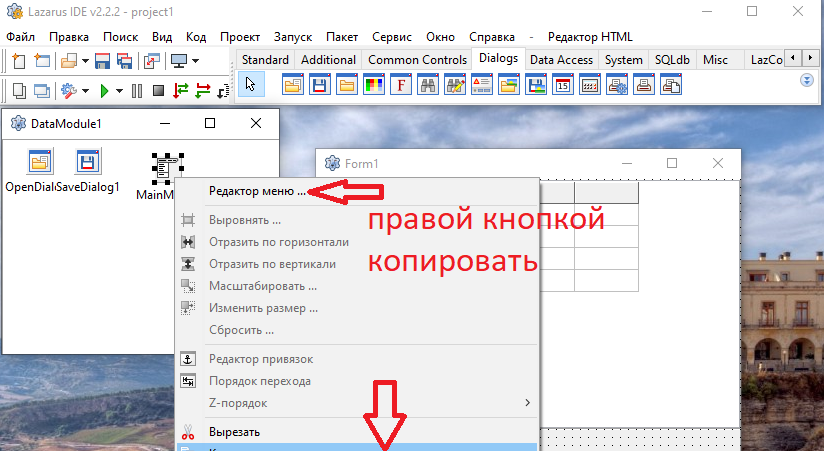 Lazarus IDE v2.2.2 - project1
Файл Правка Поиск Вид Код Проект Запуск Пакет Сервис Окно Справка - Редактор HTML
Standard Additional Common Controls Dialogs Data Access System SQLdb Misc LazCo
DataModule1
Form1
OpenDial SaveDialog1
MainM
Редактор меню ...
правой кнопкой
Выровнять ...
Отразить по горизонтали
копировать
Отразить по вертикали
Масштабировать ...
Изменить размер ...
Сбросить ...
Редактор привязок
Порядок перехода
Z-порядок
Вырезать